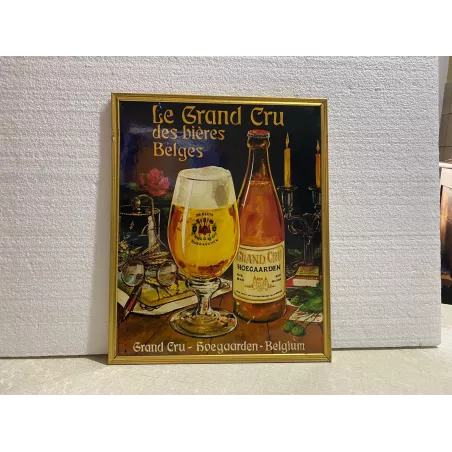 Le Grand Cru
des bières
Belges
GRAND CRU
HOEGAARDEN
Grand Cru - Hoegaarden - Belgium